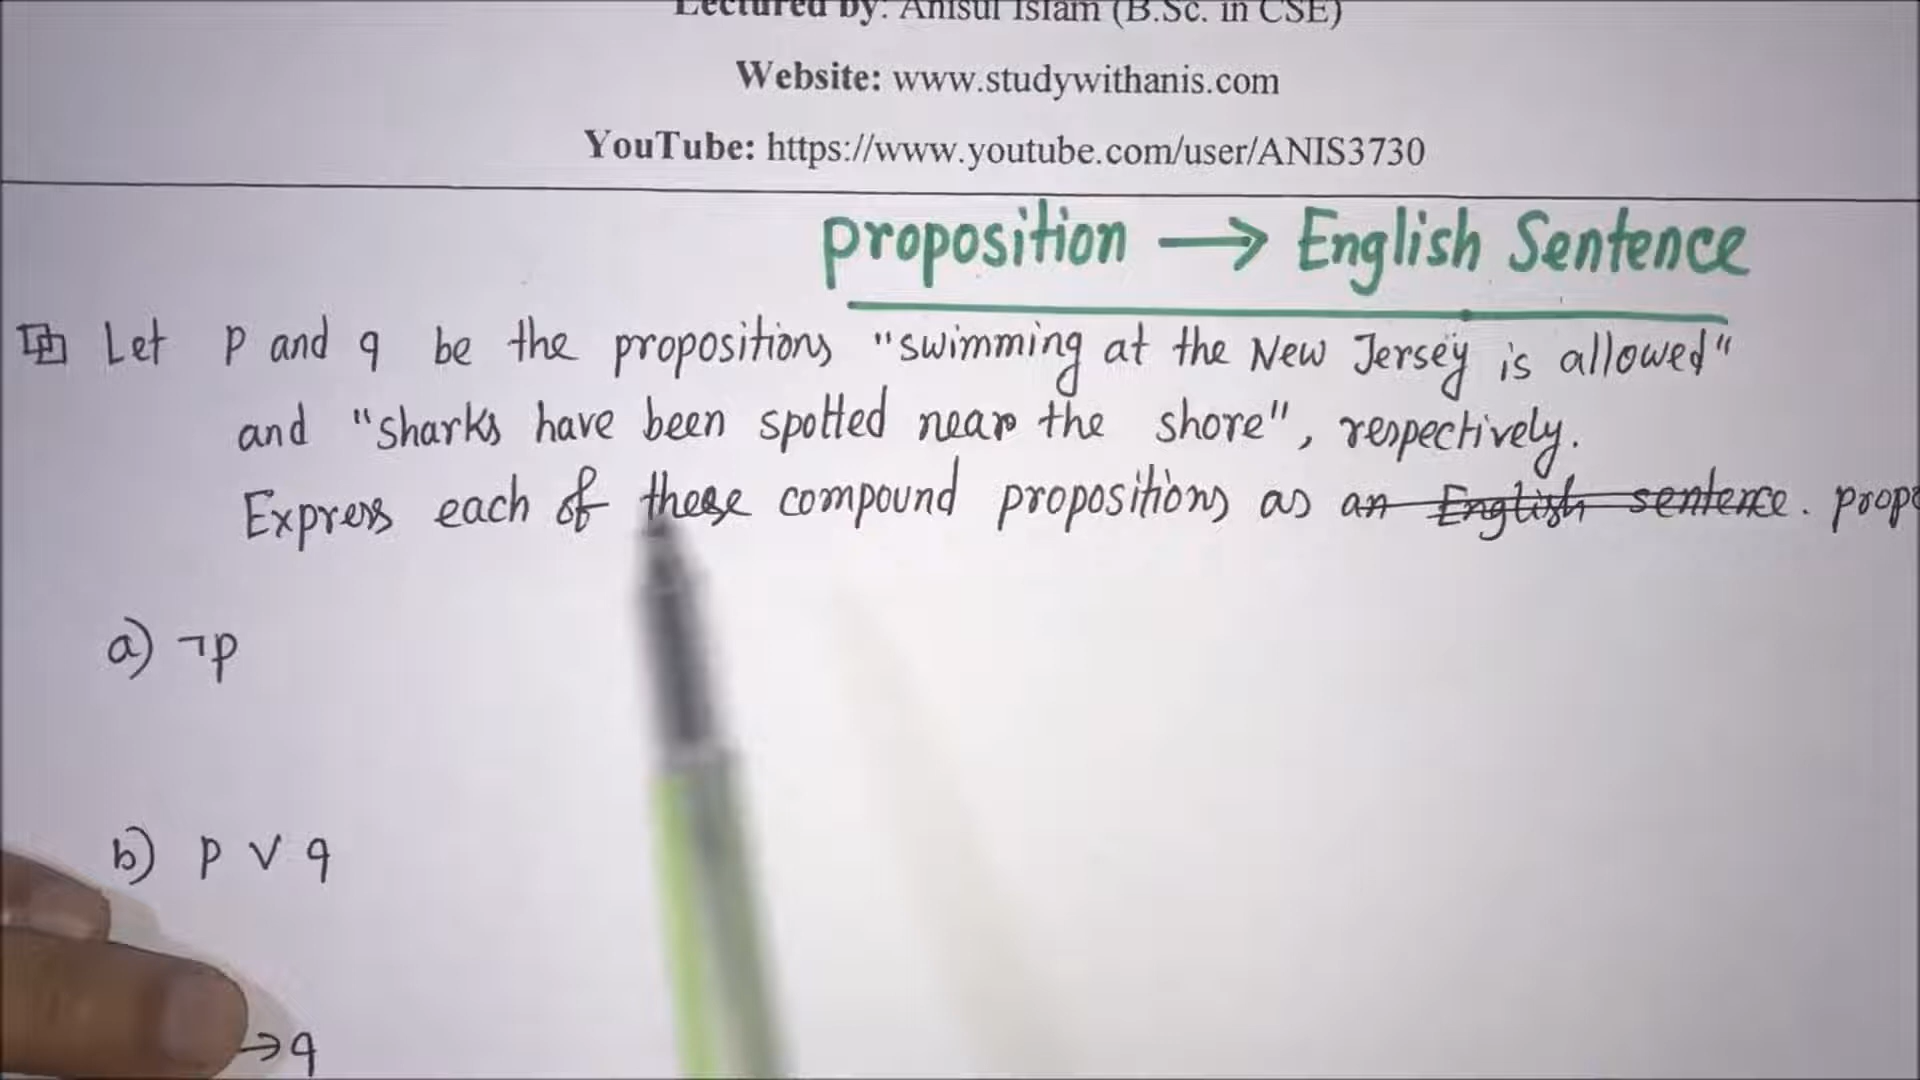 Lectured by: Anisul Islam (B.Sc. in CSE)
Website: www.studywithanis.com
YouTube: https://www.youtube.com/user/ANIS3730
proposition → English Sentence
Let p and q be the propositions "swimming at the New Jersey is allowed"
and "sharks have been spotted near the shore", respectively.
Express each of these compound propositions as an English sentence.
a) ¬p
b) p ∨ q
→ q